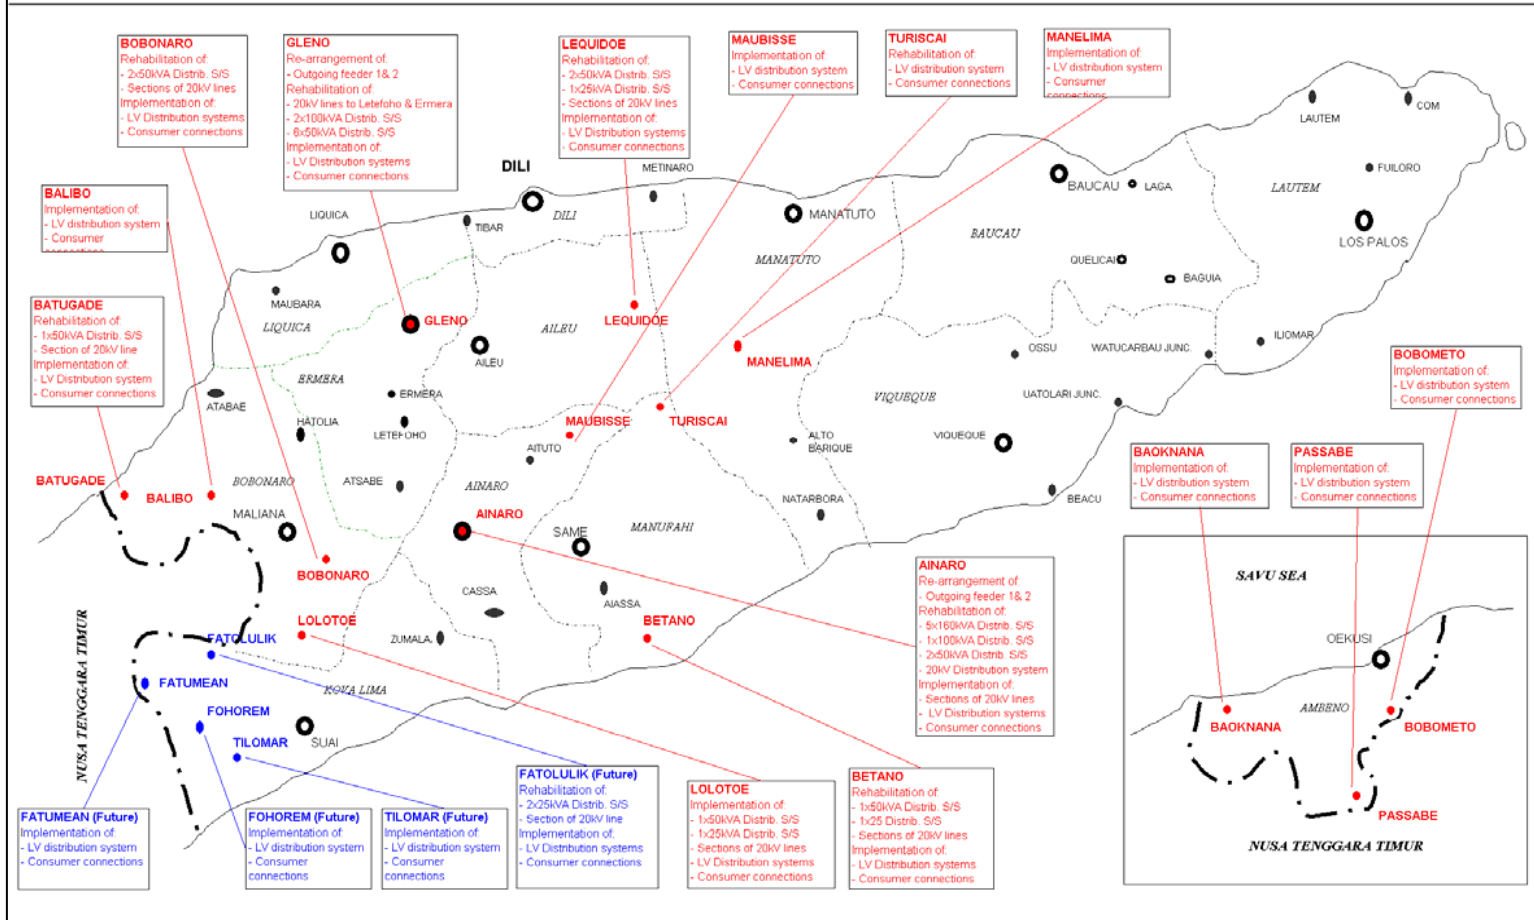 BOBONARO
Rehabilitation of:
- 2x50kVA Distrib. S/S
- Sections of 20kV lines
Implementation of:
- LV Distribution systems
- Consumer connections
GLENO
Re-arrangement of:
- Outgoing feeder 1& 2
Rehabilitation of:
- 20kV lines to Letefoho & Ermera
- 2x100kVA Distrib. S/S
- 6x50kVA Distrib. S/S
Implementation of:
- LV Distribution systems
- Consumer connections
LEQUIDOE
Rehabilitation of:
- 2x50kVA Distrib. S/S
- 1x25kVA Distrib. S/S
- Sections of 20kV lines
Implementation of:
- LV Distribution systems
- Consumer connections
MAUBISSE
Implementation of:
- LV distribution system
- Consumer connections
TURISCAI
Rehabilitation of:
- LV distribution system
- Consumer connections
MANELIMA
Implementation of:
- LV distribution system
- Consumer
connections
BALIBO
Implementation of:
- LV distribution system
- Consumer
connections
BATUGADE
Rehabilitation of:
- 1x50kVA Distrib. S/S
- Section of 20kV line
Implementation of:
- LV Distribution system
- Consumer connections
LAUTEM
COM
FUILORO
LAUTEM
LOS PALOS
DILI
METINARO
LIQUICA
TIBAR
DILI
MANATUTO
MANATUTO
BAUCAU
LAGA
BAUCAU
QUELICAI
BAGUIA
MAUBARA
LIQUICA
GLENO
AILEU
AILEU
LEQUIDOE
MANELIMA
OSSU
WATUCARBAU JUNC.
ILIOMAR
ERMERA
ERMERA
ATABAE
HATOLIA
LETEFOHO
MAUBISSE
TURISCAI
VIQUEQUE
UATOLARI JUNC.
AITUTO
ALTO
BARIQUE
VIQUEQUE
BATUGADE
BALIBO
BOBONARO
ATSABE
AINARO
NATARBORA
BEACU
MALIANA
AINARO
SAME
MANUFAHI
BOBONARO
CASSA
AIASSA
LOLOTOE
ZUMALA
BETANO
NUSA TENGGARA TIMUR
FATOLULIK
FATUMEAN
KOVA LIMA
FOHOREM
SUAI
TILOMAR
BOBOMETO
Implementation of:
- LV distribution system
- Consumer connections
BAOKNANA
Implementation of:
- LV distribution system
- Consumer connections
PASSABE
Implementation of:
- LV distribution system
- Consumer connections
AINARO
Re-arrangement of
- Outgoing feeder 1& 2
Rehabilitation of:
- 5x160kVA Distrib. S/S
- 1x100kVA Distrib. S/S
- 2x50kVA Distrib. S/S
- 20kV Distribution system
Implementation of:
- Sections of 20kV lines
- LV Distribution systems
- Consumer connections
SAVU SEA
OEKUSI
AMBENO
BAOKNANA
BOBOMETO
PASSABE
NUSA TENGGARA TIMUR
FATUMEAN (Future)
Implementation of:
- LV distribution system
- Consumer connections
FOHOREM (Future)
Implementation of:
- LV distribution system
- Consumer
connections
TILOMAR (Future)
Implementation of:
- LV distribution system
- Consumer
connections
FATOLULIK (Future)
Rehabilitation of:
- 2x25kVA Distrib. S/S
- Section of 20kV line
Implementation of:
- LV Distribution systems
- Consumer connections
LOLOTOE
Implementation of:
- 1x50kVA Distrib. S/S
- 1x25kVA Distrib. S/S
- Sections of 20kV lines
- LV Distribution systems
- Consumer connections
BETANO
Rehabilitation of:
- 1x50kVA Distrib. S/S
- 1x25 Distrib. S/S
- Sections of 20kV lines
Implementation of:
- LV Distribution systems
- Consumer connections